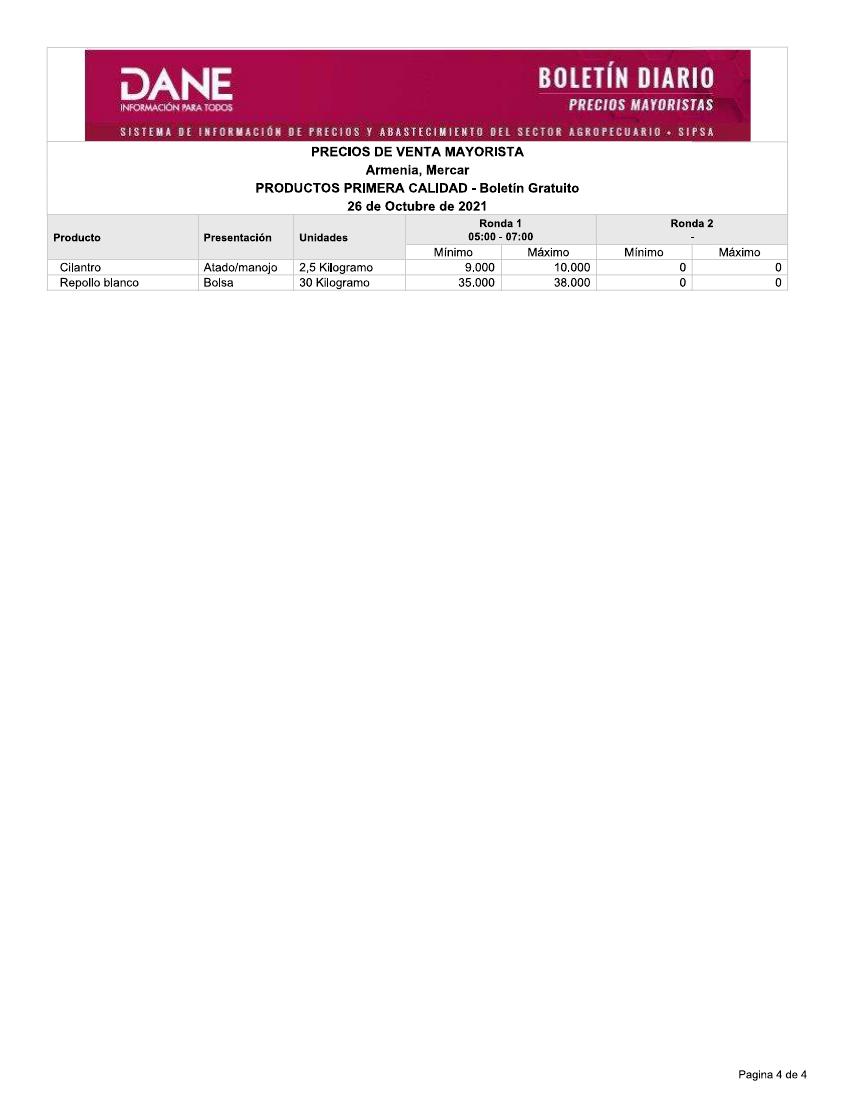 DANE
INFORMACIÓN PARA TODOS
BOLETÍN DIARIO
PRECIOS MAYORISTAS
SISTEMA DE INFORMACIÓN DE PRECIOS Y ABASTECIMIENTO DEL SECTOR AGROPECUARIO • SIPSA
PRECIOS DE VENTA MAYORISTA
Armenia, Mercar
PRODUCTOS PRIMERA CALIDAD - Boletín Gratuito
26 de Octubre de 2021
Producto Presentación Unidades Ronda 1 Ronda 2
05:00 - 07:00 -
Mínimo Máximo Mínimo Máximo
Cilantro Atado/manojo 2,5 Kilogramo 9.000 10.000 0 0
Repollo blanco Bolsa 30 Kilogramo 35.000 38.000 0 0
Pagina 4 de 4